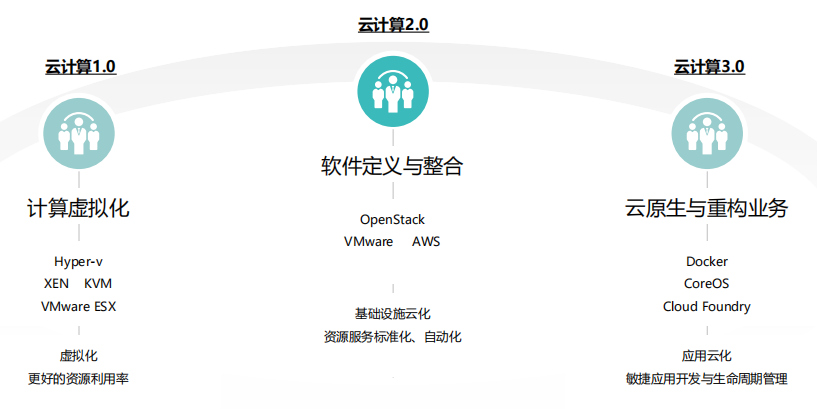 云计算1.0
计算虚拟化
Hyper-v
XEN KVM
VMware ESX
虚拟化
更好的资源利用率
云计算2.0
软件定义与整合
OpenStack
VMware AWS
基础设施云化
资源服务标准化、自动化
云计算3.0
云原生与重构业务
Docker
CoreOS
Cloud Foundry
应用云化
敏捷应用开发与生命周期管理